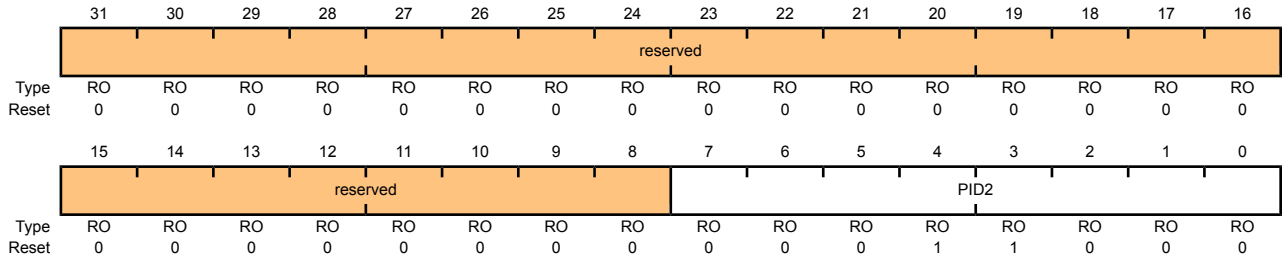 31 30 29 28 27 26 25 24 23 22 21 20 19 18 17 16
reserved
Type RO RO RO RO RO RO RO RO RO RO RO RO RO RO RO RO
Reset 0 0 0 0 0 0 0 0 0 0 0 0 0 0 0 0
15 14 13 12 11 10 9 8 7 6 5 4 3 2 1 0
reserved PID2
Type RO RO RO RO RO RO RO RO RO RO RO RO RO RO RO RO
Reset 0 0 0 0 0 0 0 0 0 0 0 1 1 0 0 0